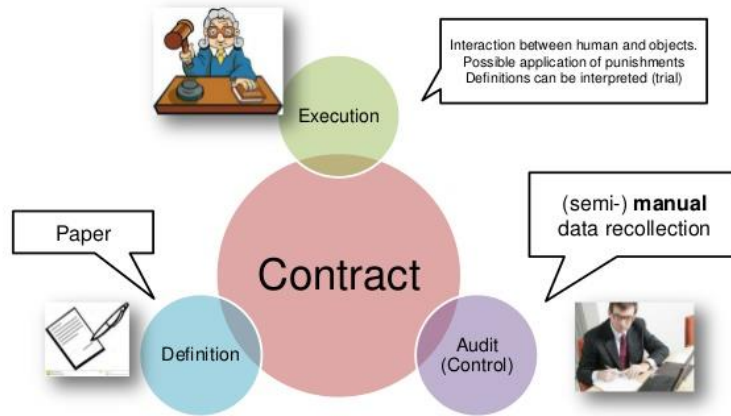 Interaction between human and objects.
Possible application of punishments
Definitions can be interpreted (trial)
Execution
(semi-) manual
data recollection
Paper
Contract
Definition
Audit
(Control)